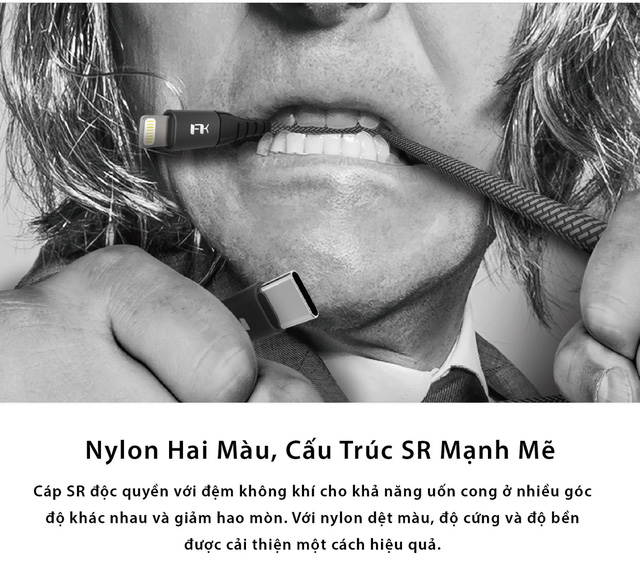 Nylon Hai Màu, Cấu Trúc SR Mạnh Mẽ
Cáp SR độc quyền với đệm không khí cho khả năng uốn cong ở nhiều góc
độ khác nhau và giảm hao mòn. Với nylon dệt màu, độ cứng và độ bền
được cải thiện một cách hiệu quả.